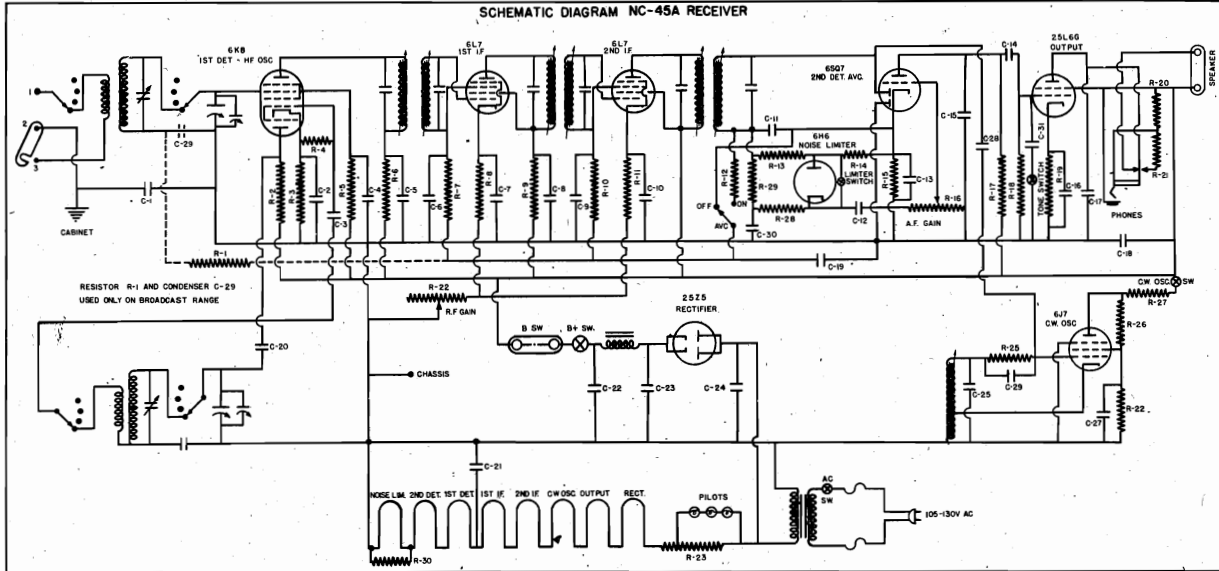 SCHEMATIC DIAGRAM NC-45A RECEIVER
6K8
1ST DET - HF OSC
6L7
1ST I.F
6L7
2ND I.F.
6SQ7
2ND DET. AVC.
C-14
25L6G
OUTPUT
SPEAKER
1
2
3
C-29
R-4
C-11
6H6
NOISE LIMITER
C-15
C-28
C-31
R-20
R-21
C-1
R-2
R-3
C-2
C-3
R-5
C-4
R-6
C-5
C-6
R-7
R-8
C-7
R-9
C-8
C-9
R-10
R-11
C-10
R-12
R-13
R-29
R-14
LIMITER
SWITCH
R-15
C-13
R-16
A.F. GAIN
R-17
R-18
TONE SWITCH
R-19
C-16
C-17
PHONES
OFF
ON
AVC
R-28
C-12
C-30
CABINET
R-1
C-19
C-18
RESISTOR R-1 AND CONDENSER C-29
USED ONLY ON BROADCAST RANGE
R-22
R.F GAIN
25Z5
RECTIFIER
C.W. OSC.
SW
R-27
6J7
C.W. OSC
R-26
B SW
B+ SW.
C-20
CHASSIS
C-22
C-23
C-24
R-25
C-25
C-29
C-27
R-22
C-21
NOISE LIM.
2ND DET.
1ST DET.
1ST I.F.
2ND I.F.
CW OSC
OUTPUT
RECT.
PILOTS
R-30
R-23
AC
SW.
105-130V AC